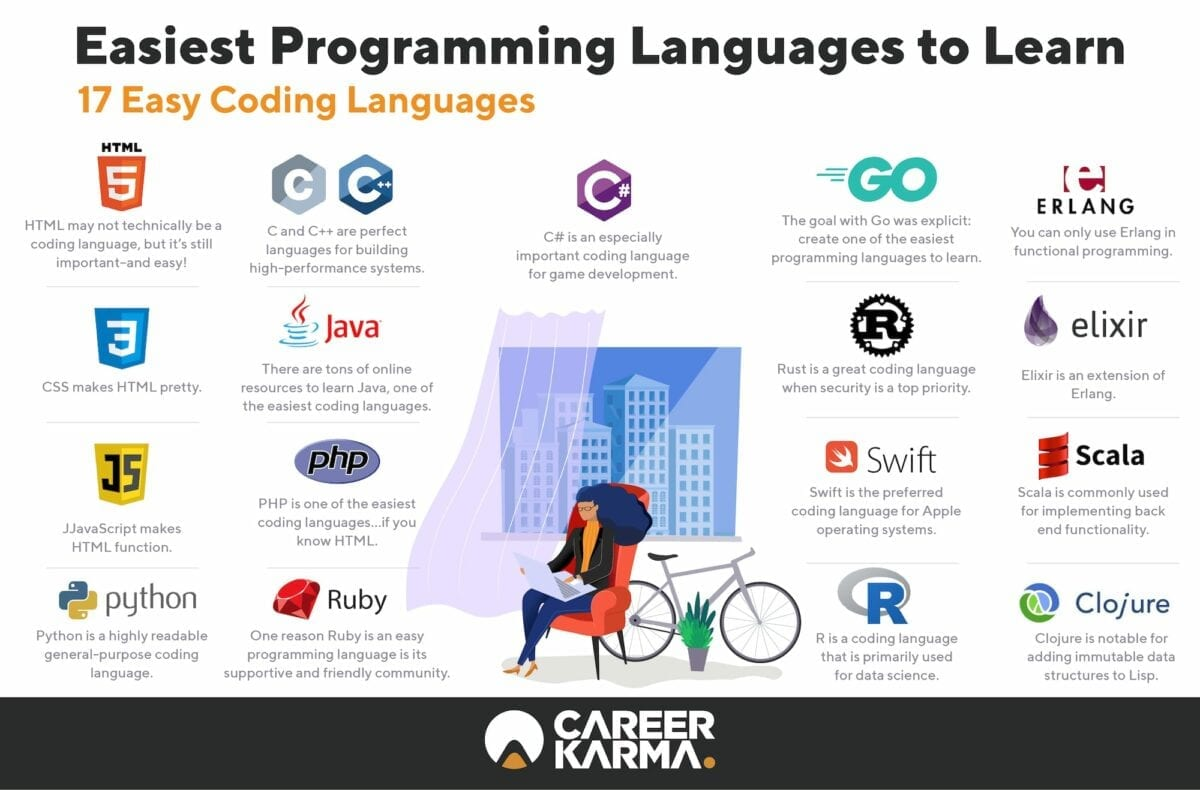 Easiest Programming Languages to Learn
17 Easy Coding Languages
HTML
5
HTML may not technically be a
coding language, but it's still
important–and easy!
3
CSS makes HTML pretty.
JS
JJavaScript makes
HTML function.
python
Python is a highly readable
general-purpose coding
language.
C
C++
C and C++ are perfect
languages for building
high-performance systems.
Java
There are tons of online
resources to learn Java, one of
the easiest coding languages.
php
PHP is one of the easiest
coding languages...if you
know HTML.
Ruby
One reason Ruby is an easy
programming language is its
supportive and friendly community.
C#
C# is an especially
important coding language
for game development.
GO
The goal with Go was explicit:
create one of the easiest
programming languages to learn.
R
Rust is a great coding language
when security is a top priority.
Swift
Swift is the preferred
coding language for Apple
operating systems.
R
R is a coding language
that is primarily used
for data science.
e
ERLANG
You can only use Erlang in
functional programming.
elixir
Elixir is an extension of
Erlang.
Scala
Scala is commonly used
for implementing back
end functionality.
Clojure
Clojure is notable for
adding immutable data
structures to Lisp.
CAREER
KARMA.